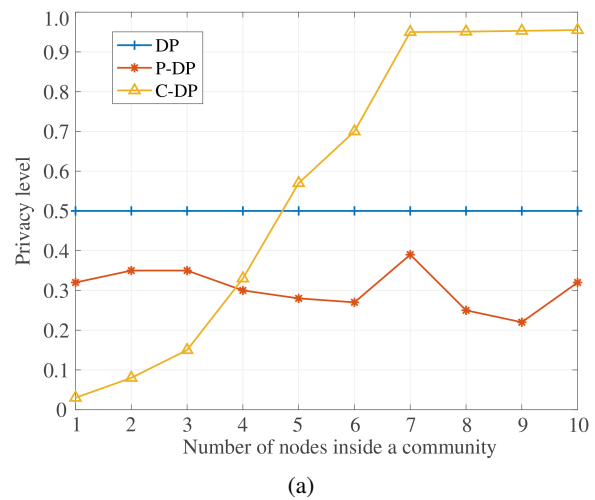 1.0
0.9
0.8
0.7
0.6
0.5
0.4
0.3
0.2
0.1
0
Privacy level
DP
P-DP
C-DP
1 2 3 4 5 6 7 8 9 10
Number of nodes inside a community
(a)